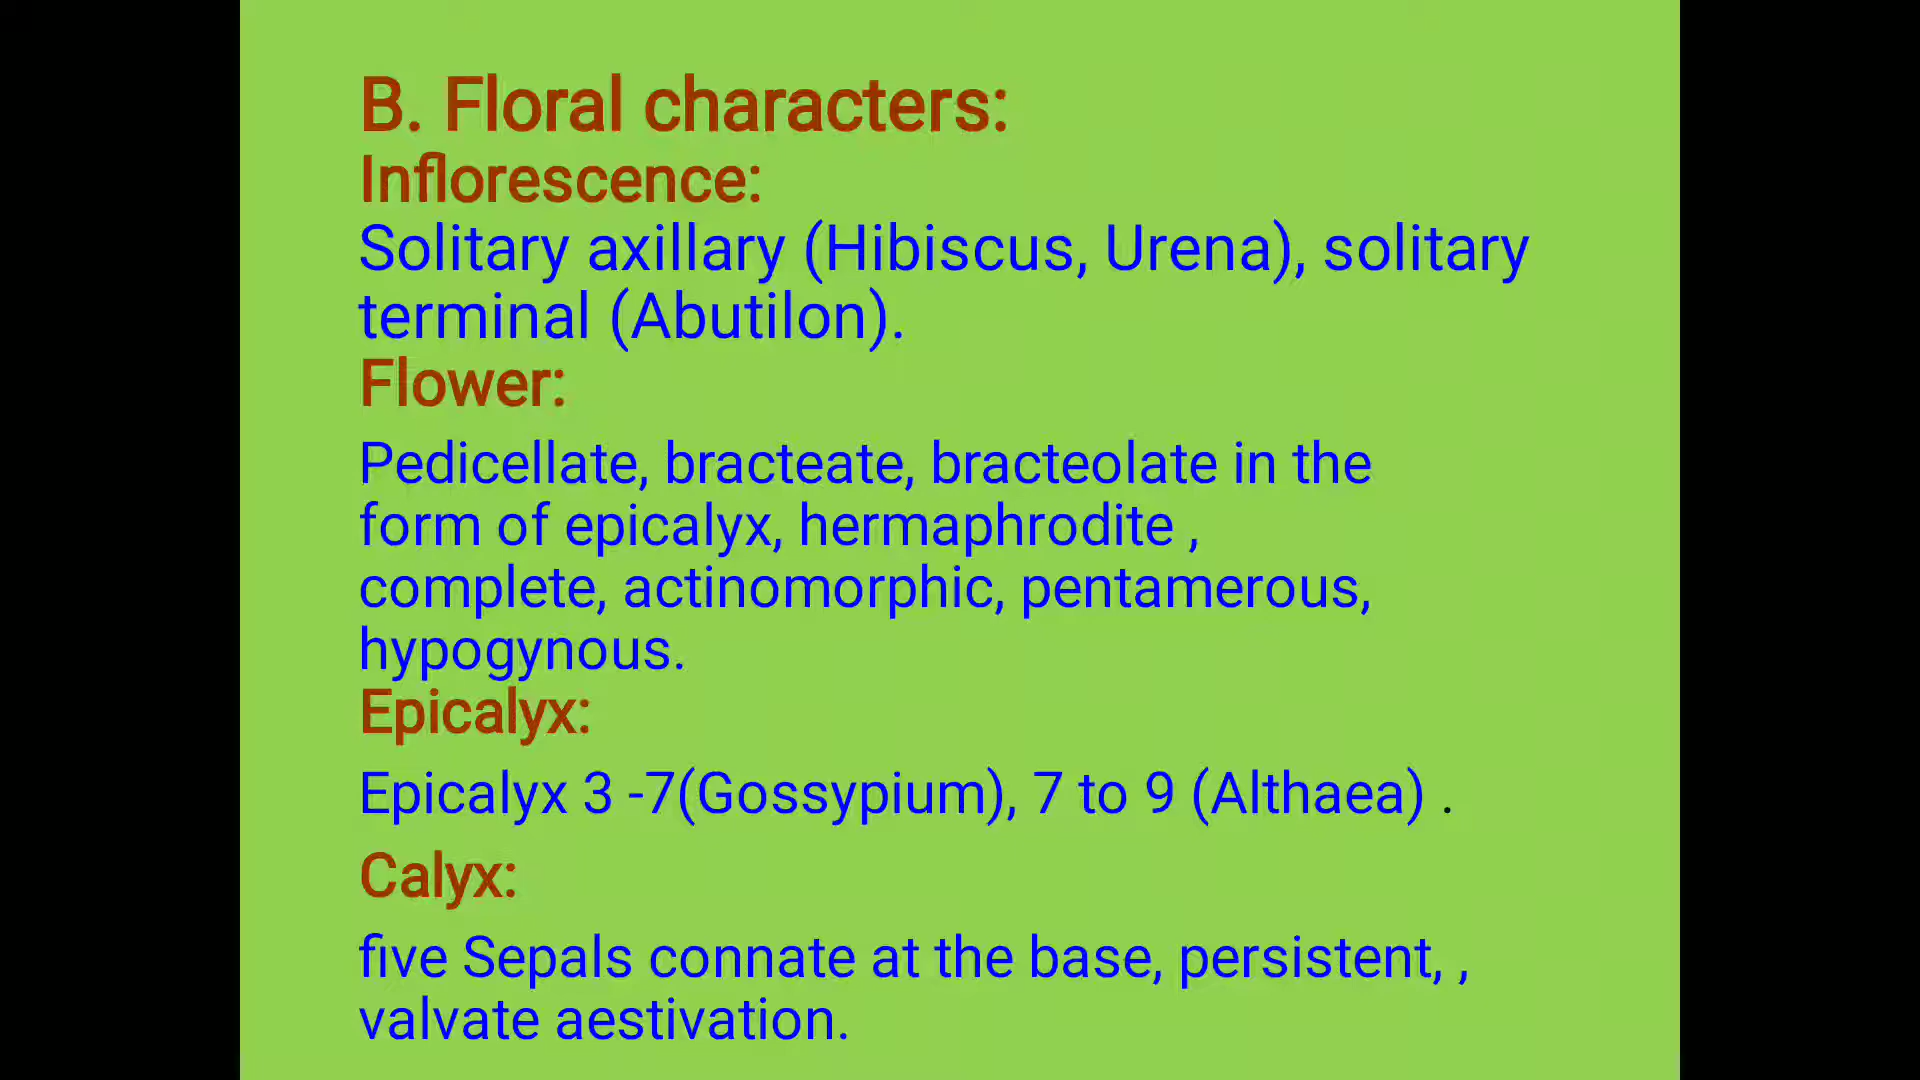 B. Floral characters:
Inflorescence:
Solitary axillary (Hibiscus, Urena), solitary
terminal (Abutilon).
Flower:
Pedicellate, bracteate, bracteolate in the
form of epicalyx, hermaphrodite ,
complete, actinomorphic, pentamerous,
hypogynous.
Epicalyx:
Epicalyx 3 -7(Gossypium), 7 to 9 (Althaea) .
Calyx:
five Sepals connate at the base, persistent, ,
valvate aestivation.